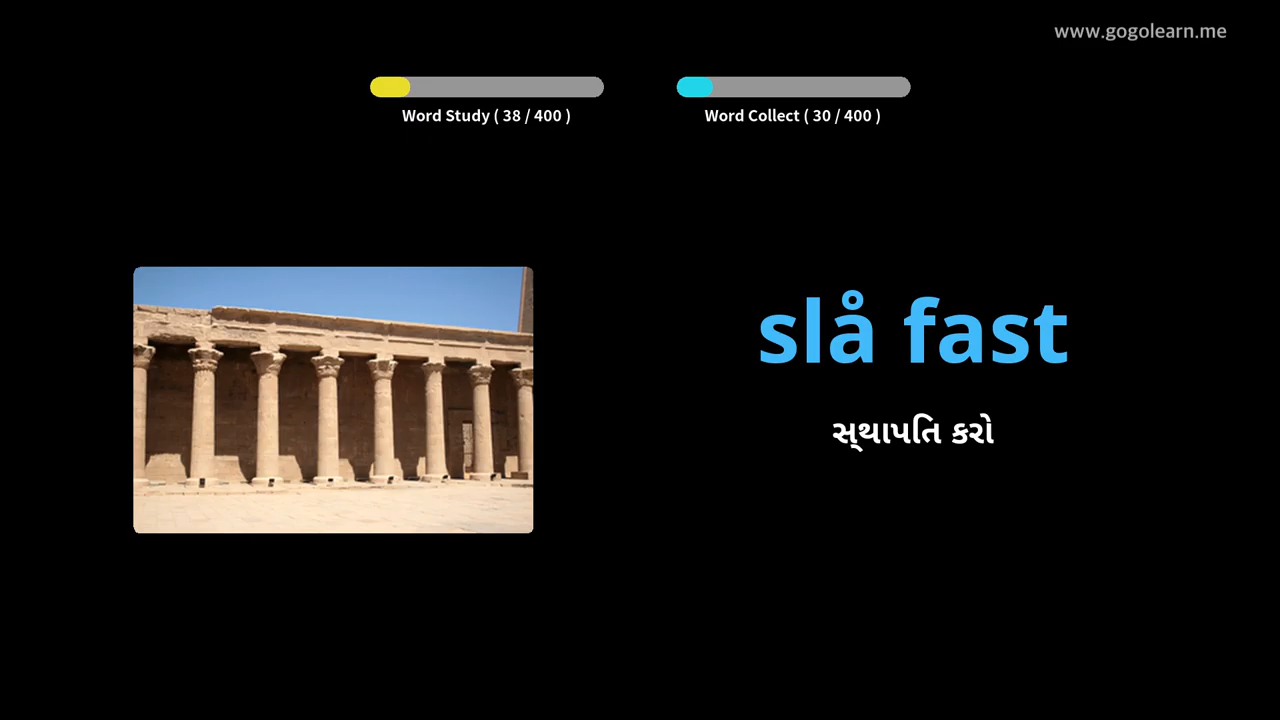 www.gogolearn.me
Word Study ( 38 / 400 )
Word Collect ( 30 / 400 )
slå fast
સ્થાપતિ કરો